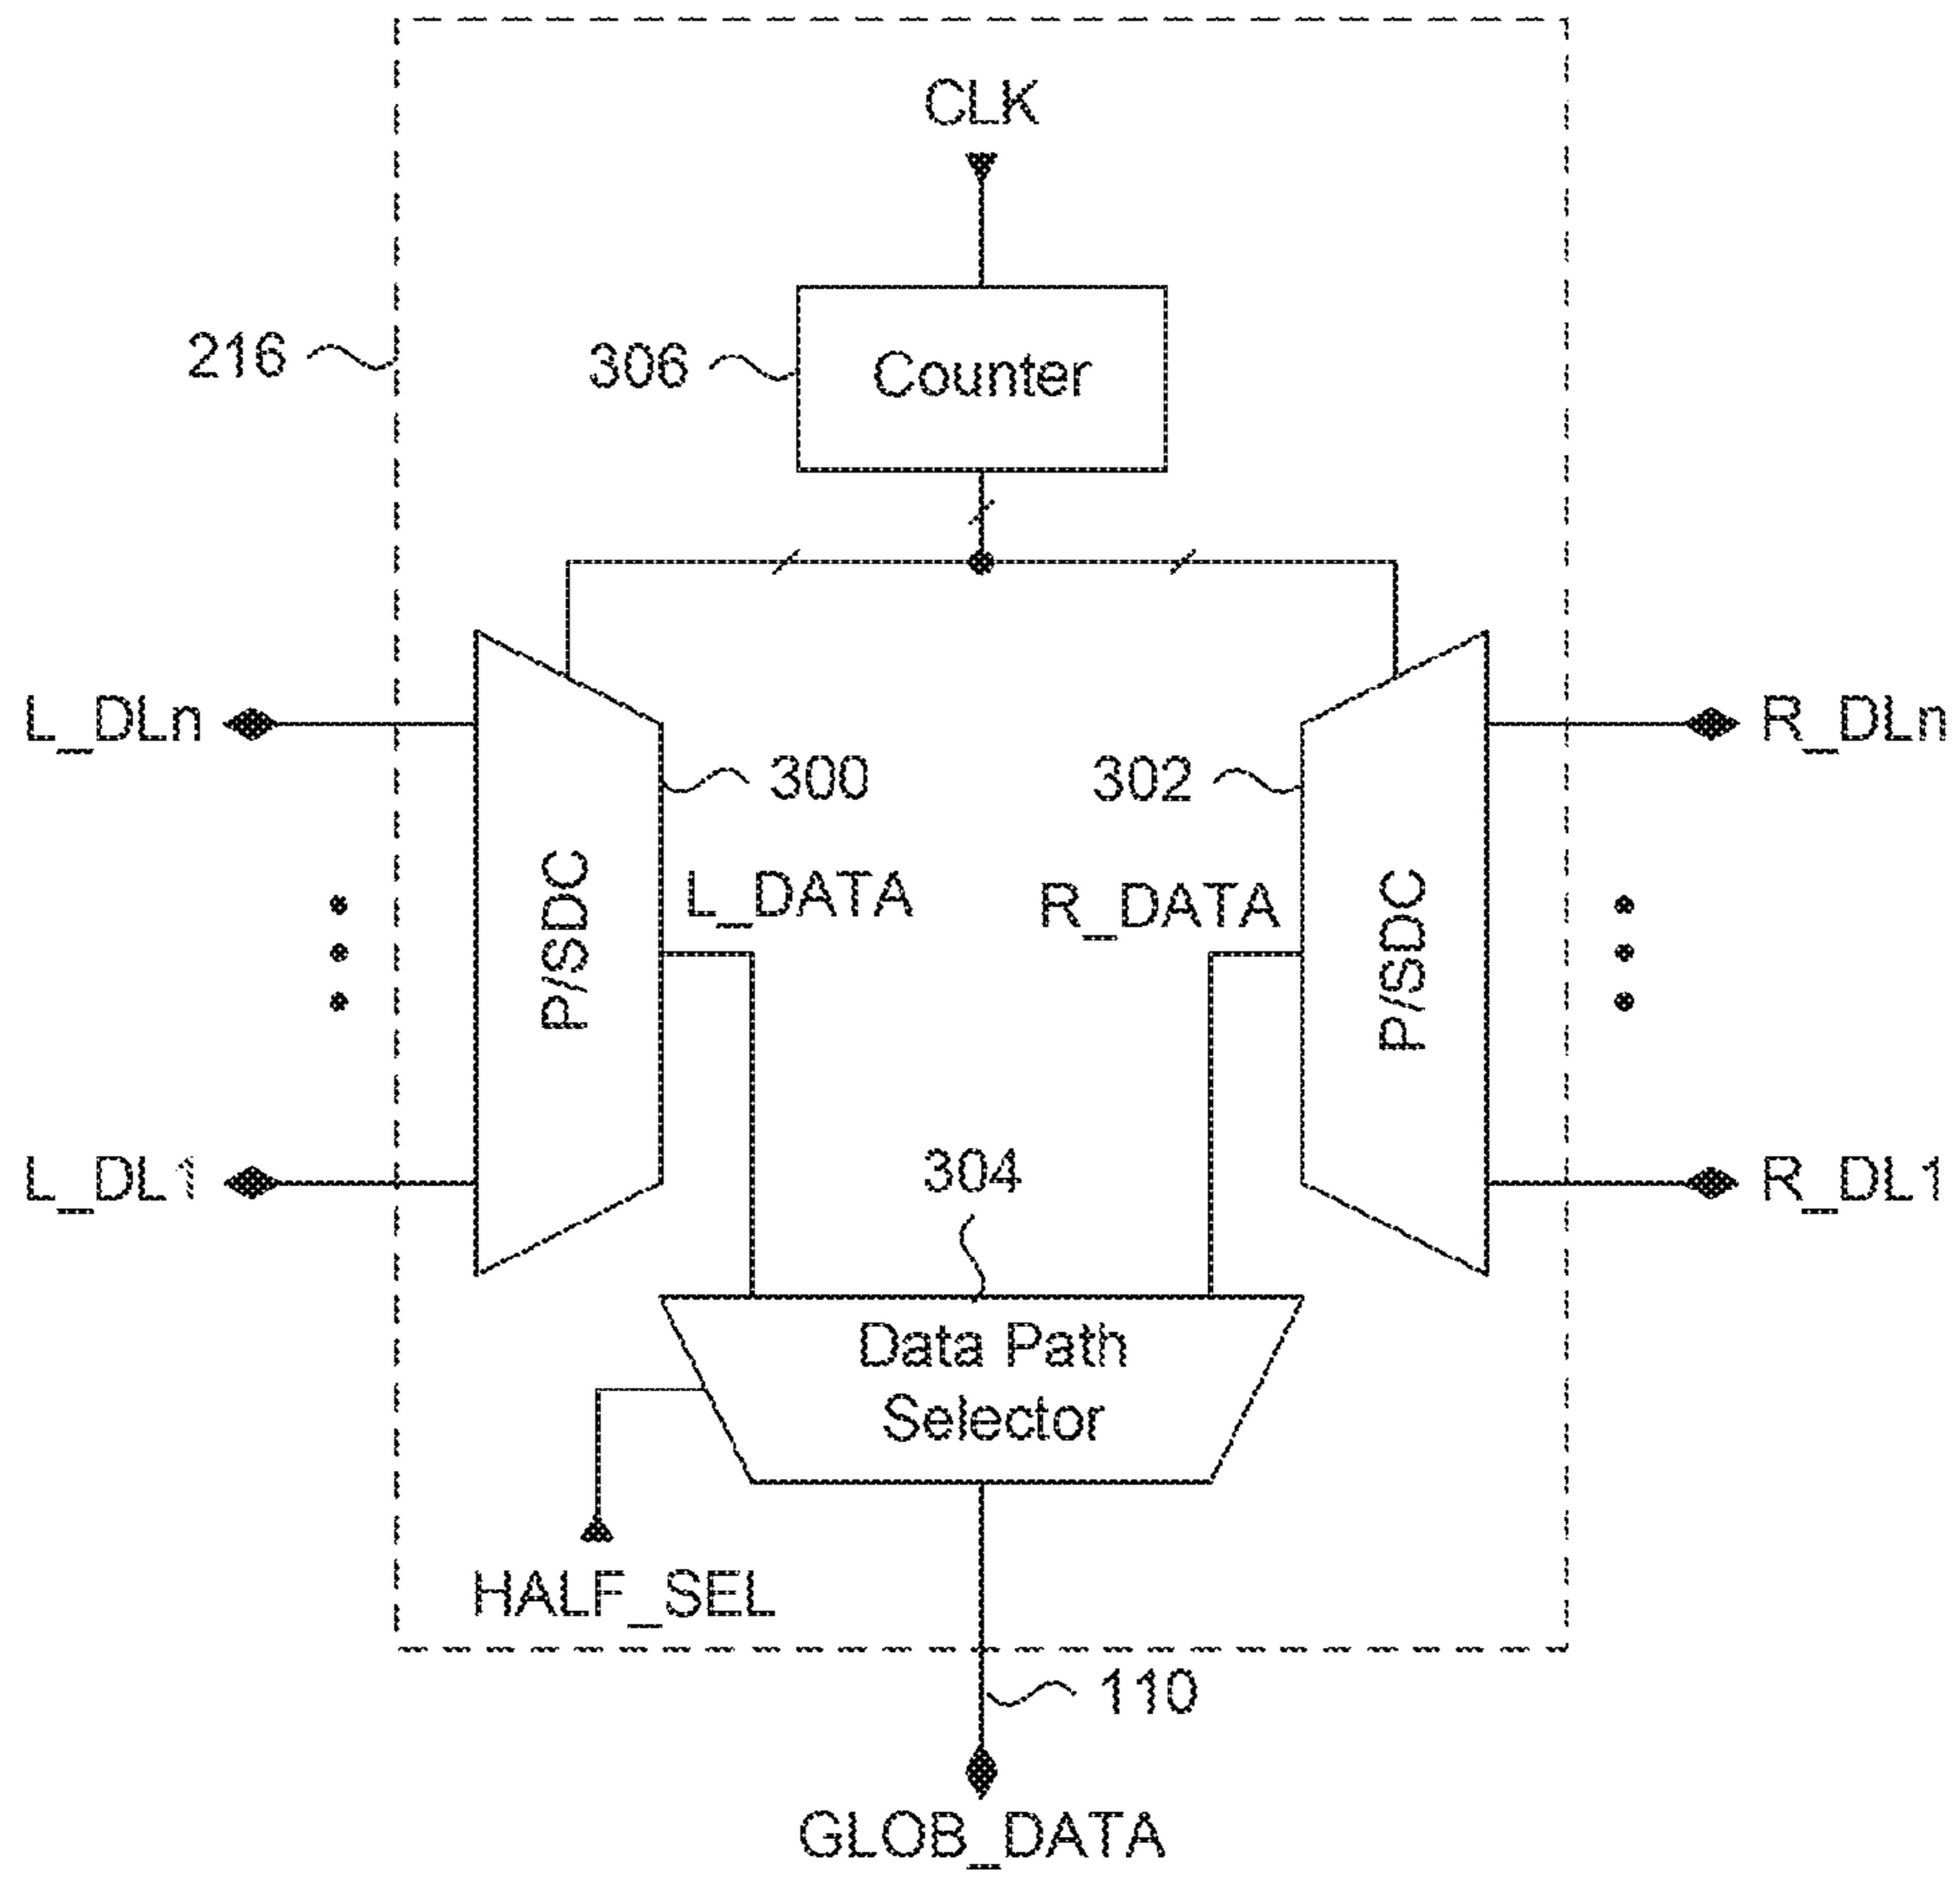 CLK
216
306
Counter
L_DLn
R_DLn
300
302
P/SDC
L_DATA
R_DATA
P/SDC
L_DL1
304
R_DL1
Data Path
Selector
HALF_SEL
110
GLOB_DATA